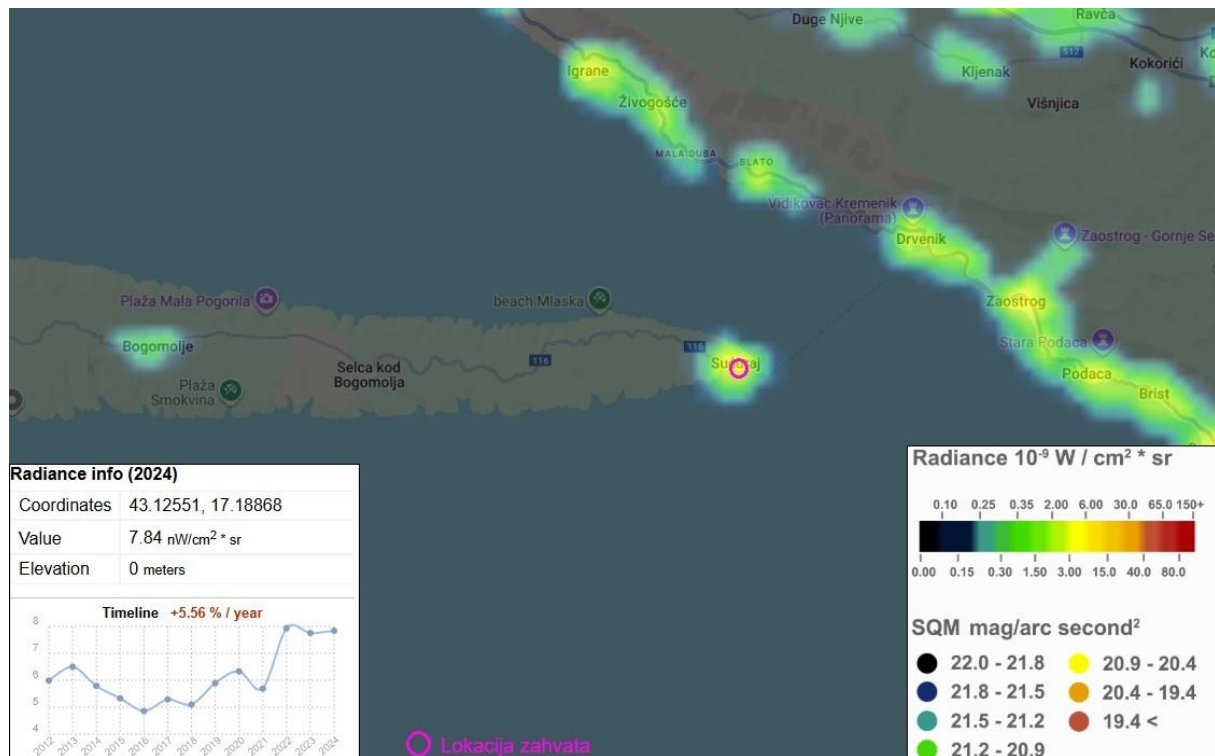 Duge Njive
Ravča
512
Kljenak
Kokorići
Višnjica
Igrane
Živogošće
MALA DUBA
BLATO
Vidikovac Kremenik
(Panorama)
Drvenik
Zaostrog - Gornje Se
Zaostrog
Stara Podaca
Podaca
Brist
Plaža Mala Pogorila
beach Mlaska
Bogomolje
116
Selca kod
Bogomolja
116
Sućuraj
Plaža
Smokvina
Radiance info (2024)
Coordinates 43.12551, 17.18868
Value 7.84 nW/cm² * sr
Elevation 0 meters
Timeline +5.56 % / year
8
7
6
5
4
2012 2013 2014 2015 2016 2017 2018 2019 2020 2021 2022 2023 2024
Lokacija zahvata
Radiance 10⁻⁹ W / cm² * sr
0.10 0.25 0.35 2.00 6.00 30.0 65.0 150+
0.00 0.15 0.30 1.50 3.00 15.0 40.0 80.0
SQM mag/arc second²
22.0 - 21.8 20.9 - 20.4
21.8 - 21.5 20.4 - 19.4
21.5 - 21.2 19.4 <
21.2 - 20.9